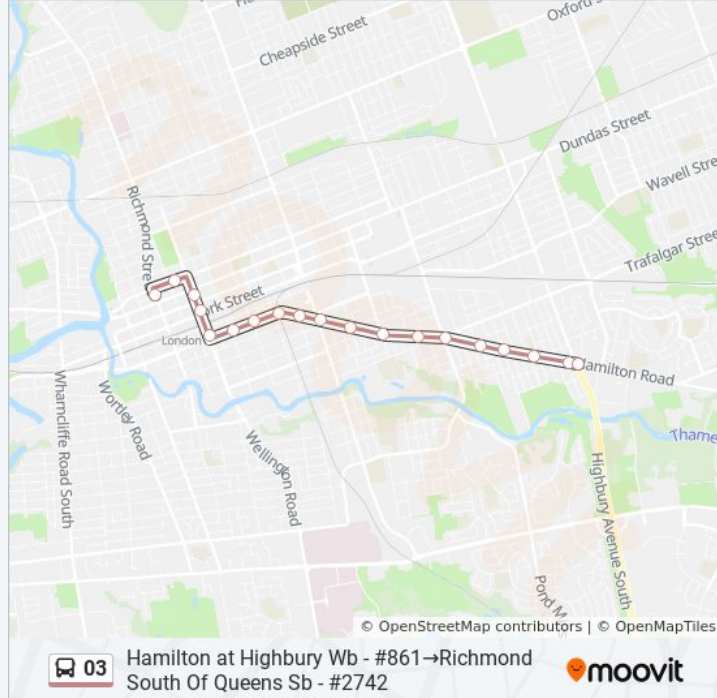 Oxford S
Cheapside Street
Dundas Street
Wavell Stre
Richmond Stre
Trafalgar Stree
rk Street
London
Hamilton Road
Wharncliffe Road South
Wortley Road
Wellington Road
Thame
Highbury Avenue South
Pond M
© OpenStreetMap contributors | © OpenMapTiles
03
Hamilton at Highbury Wb - #861→Richmond
South Of Queens Sb - #2742
moovit